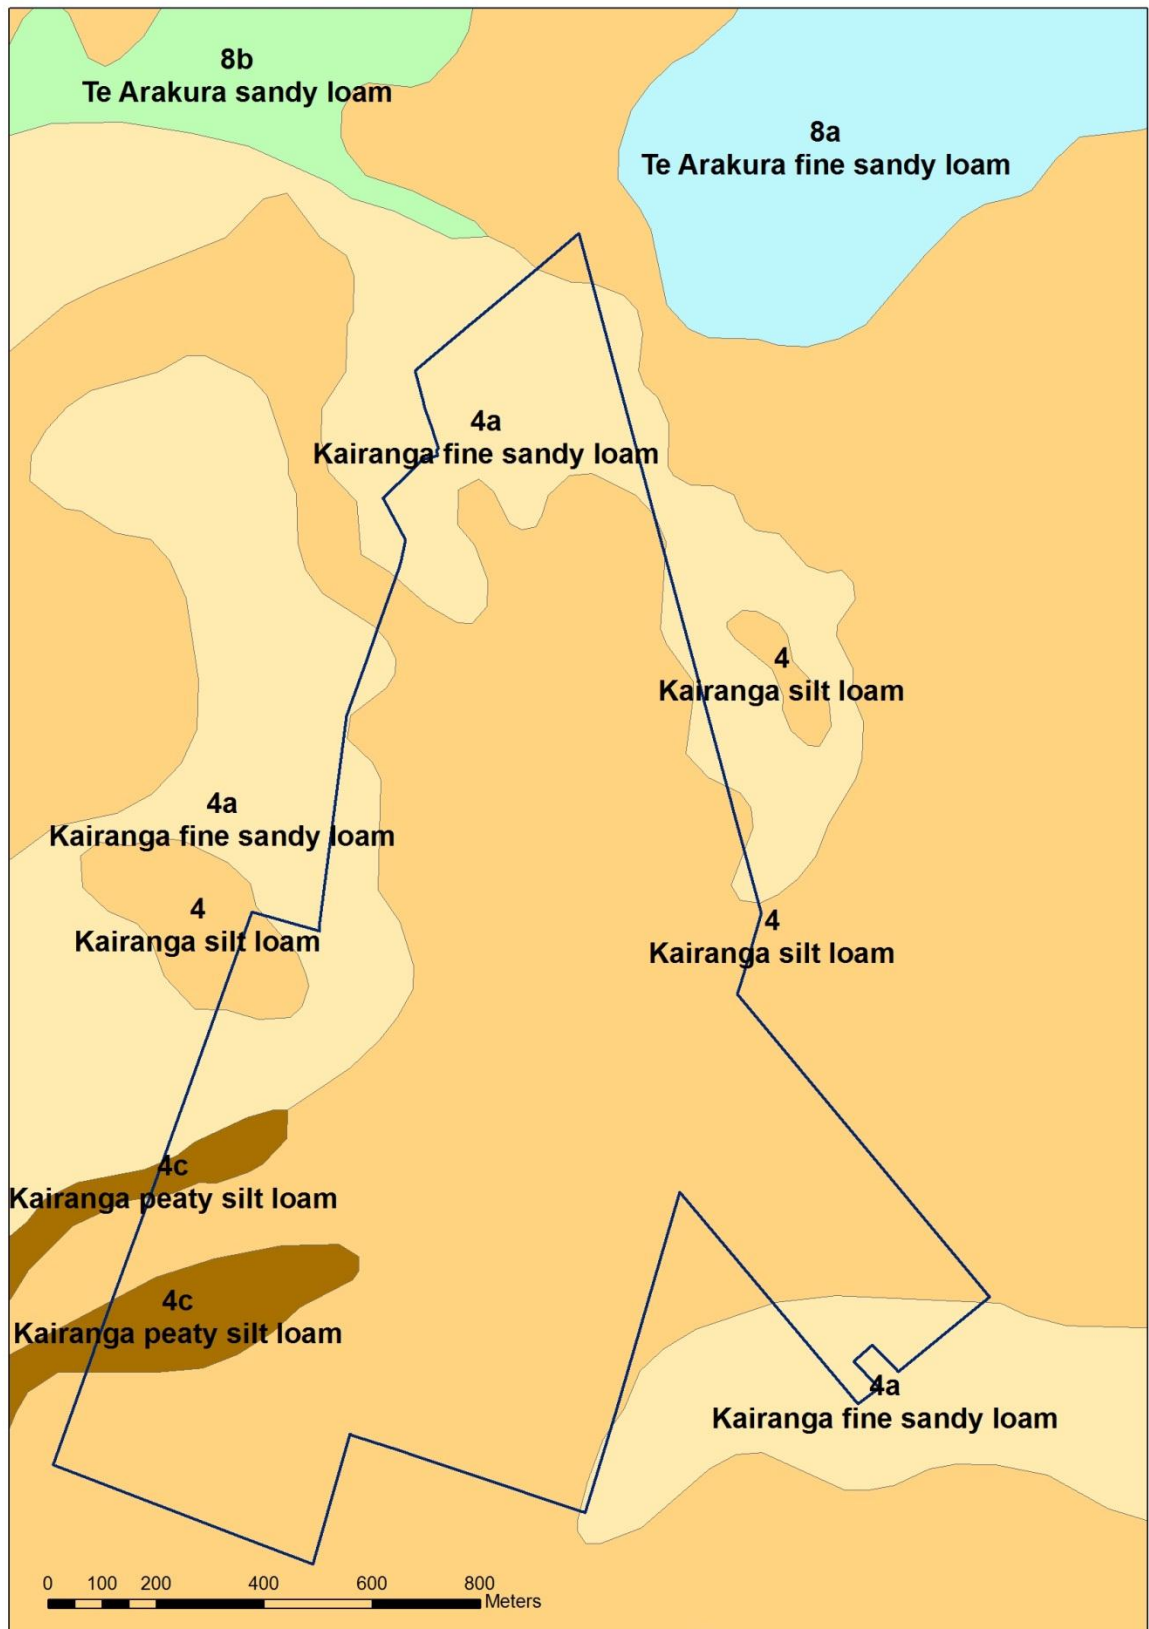 8b
Te Arakura sandy loam
8a
Te Arakura fine sandy loam
4a
Kairanga fine sandy loam
4
Kairanga silt loam
4a
Kairanga fine sandy loam
4
Kairanga silt loam
4
Kairanga silt loam
4c
Kairanga peaty silt loam
4c
Kairanga peaty silt loam
4a
Kairanga fine sandy loam
0 100 200 400 600 800
Meters